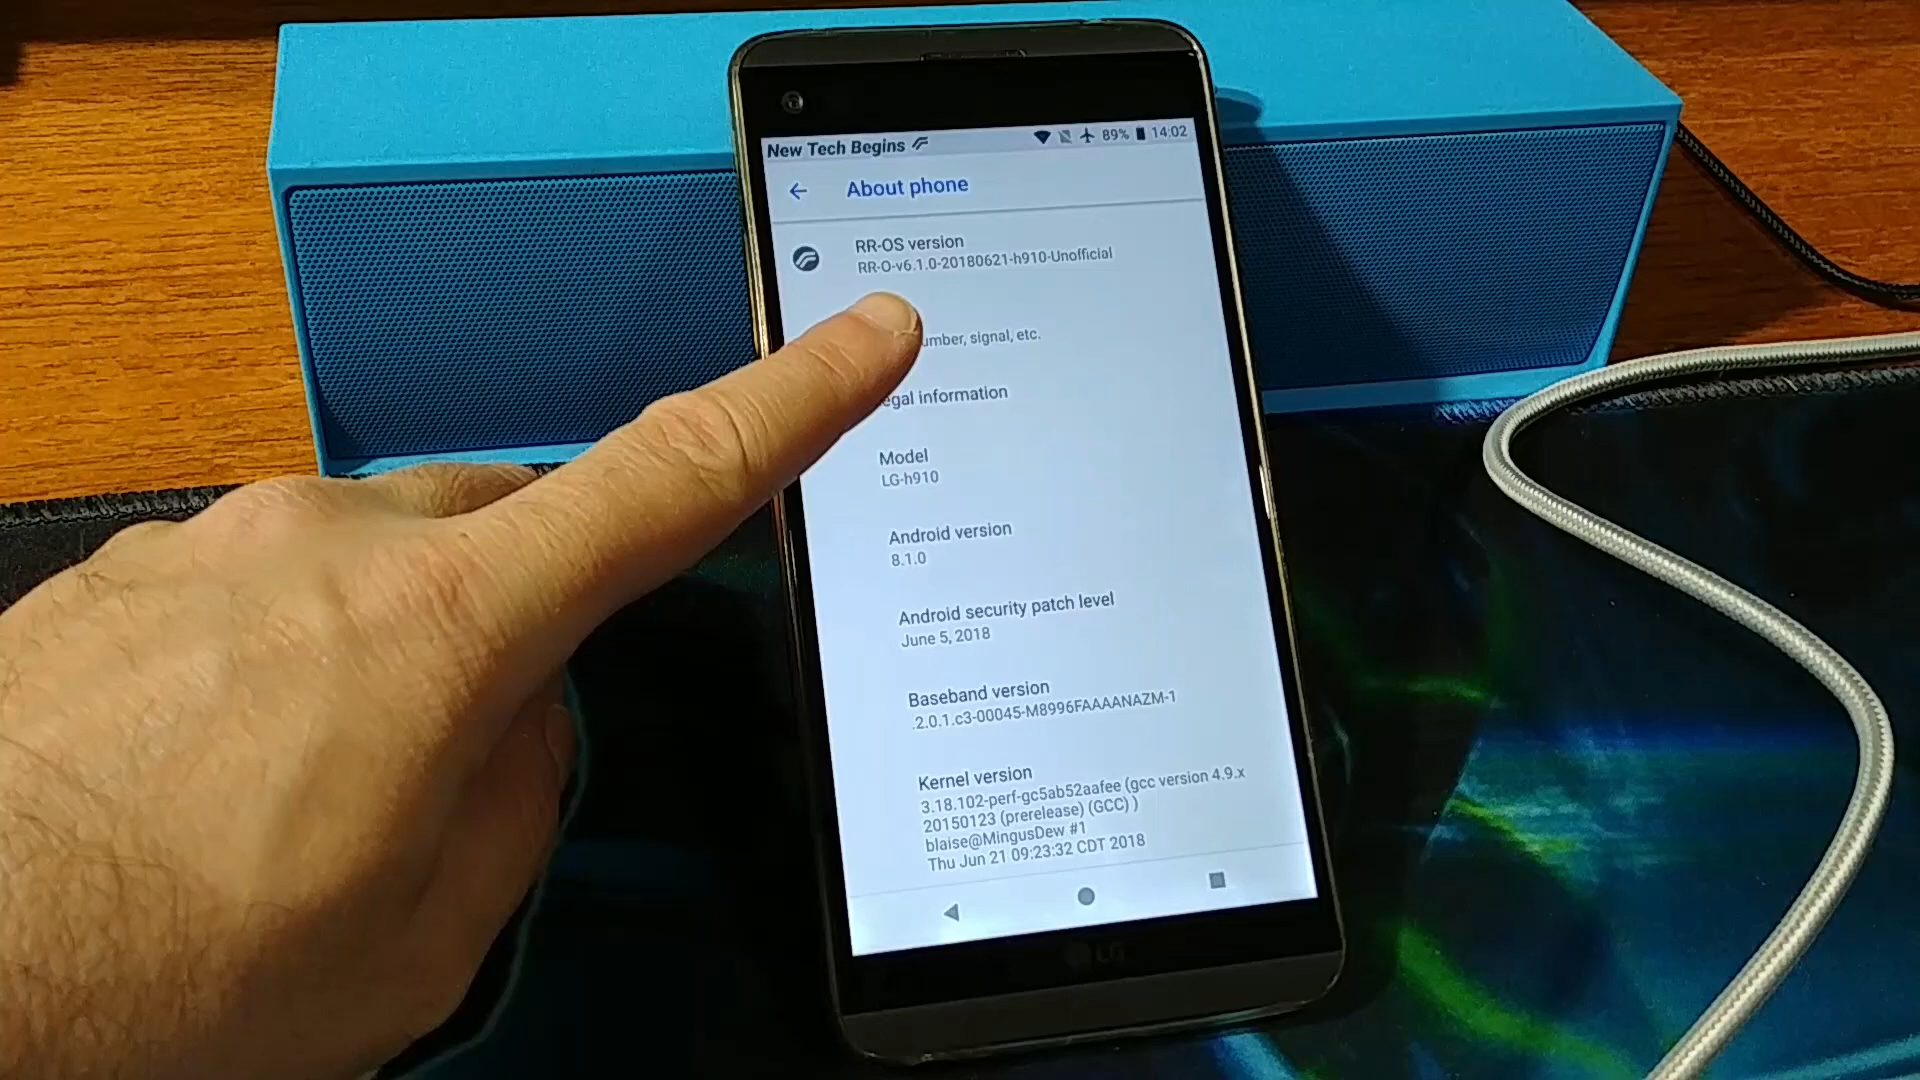 New Tech Begins
89% 14:02
About phone
RR-OS version
RR-O-v6.1.0-20180621-h910-Unofficial
signal, etc.
information
Model
LG-h910
Android version
8.1.0
Android security patch level
June 5, 2018
Baseband version
.2.0.1.c3-00045-M8996FAAAANAZM-1
Kernel version
3.18.102-perf-gc5ab52aafee (gcc version 4.9.x
20150123 (prerelease) (GCC) )
blaise@MingusDew #1
Thu Jun 21 09:23:32 CDT 2018
LG